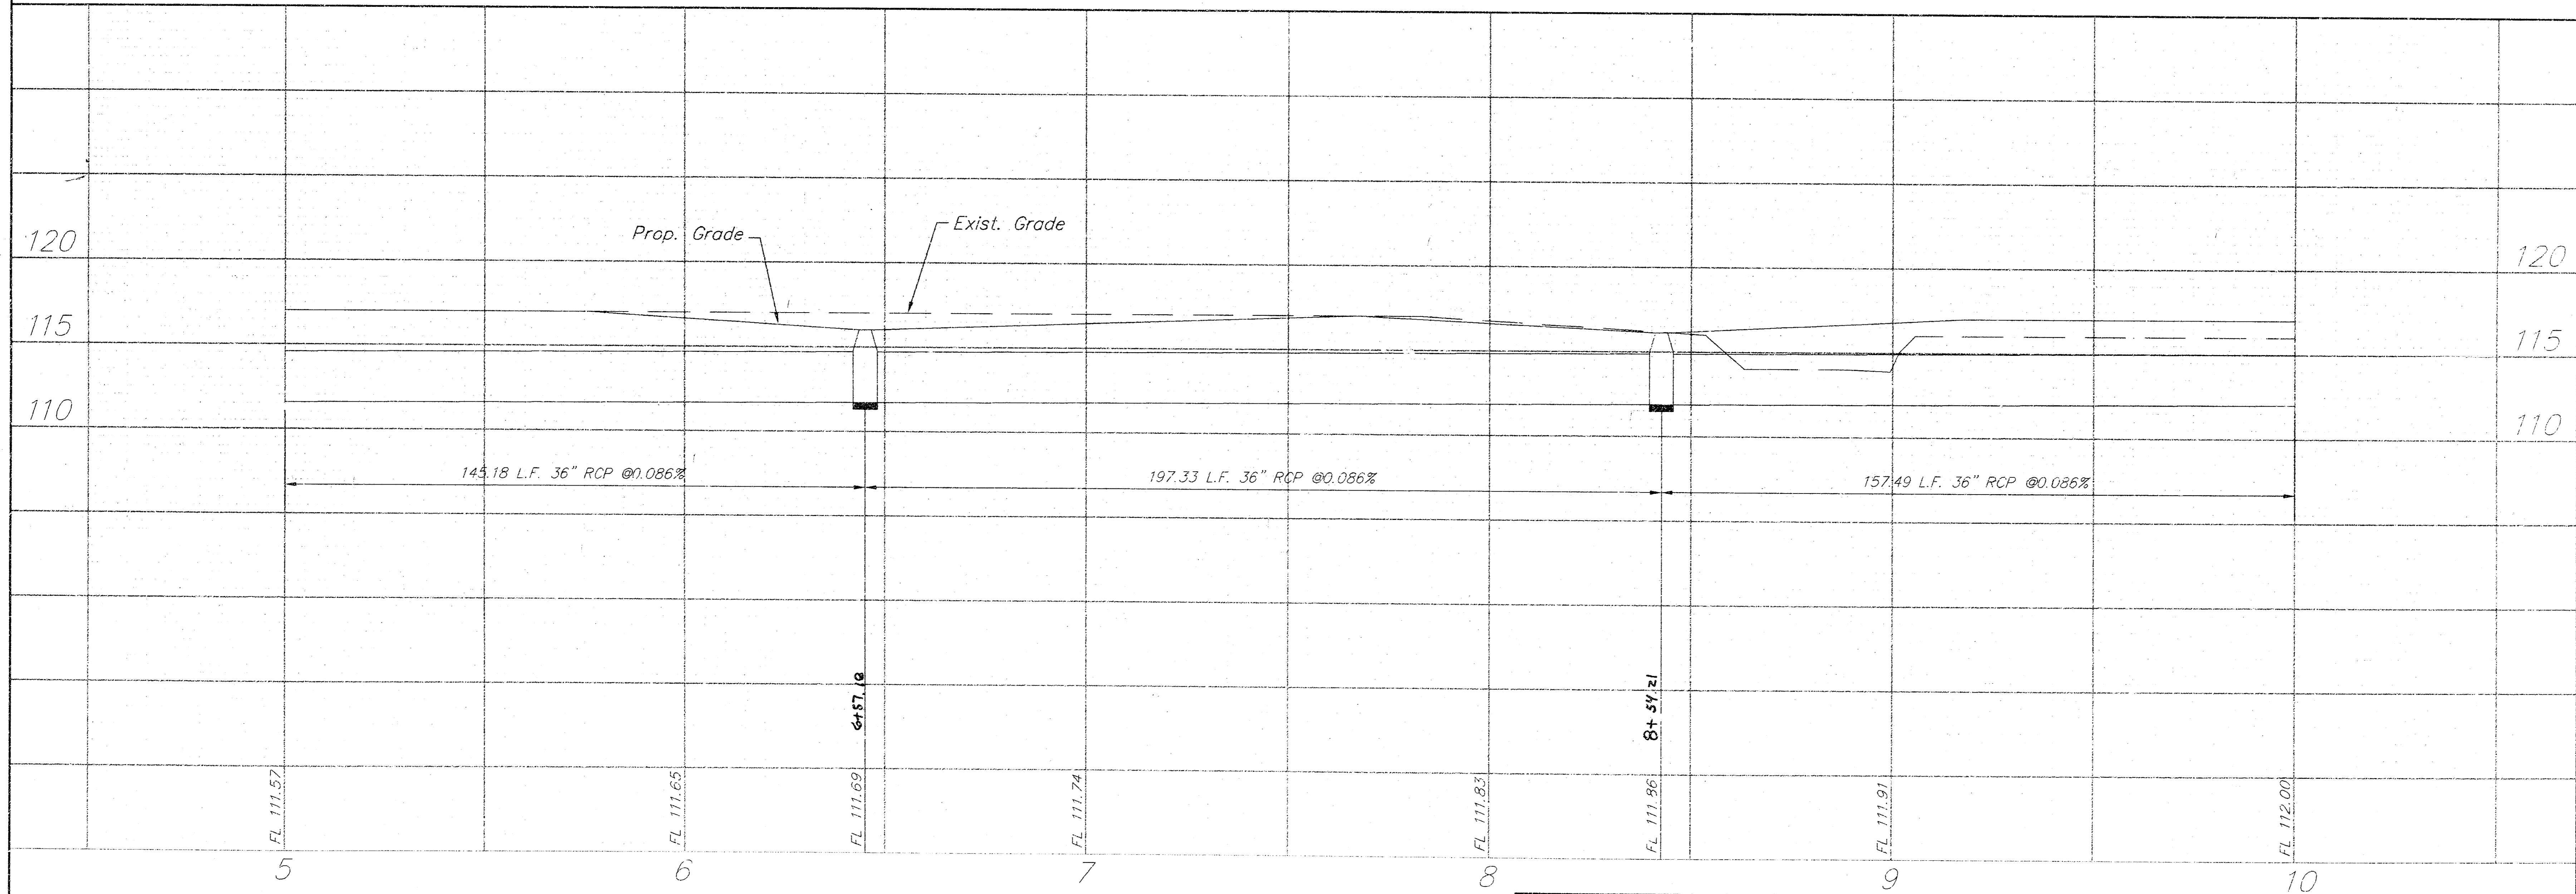 Prop. Grade
Exist. Grade
120
120
115
115
110
110
145.18 L.F. 36" RCP @0.086%
197.33 L.F. 36" RCP @0.086%
157.49 L.F. 36" RCP @0.086%
6+57.18
8+54.21
FL 111.57
FL 111.65
FL 111.69
FL 111.74
FL 111.83
FL 111.86
FL 111.91
FL 112.00
5
6
7
8
9
10